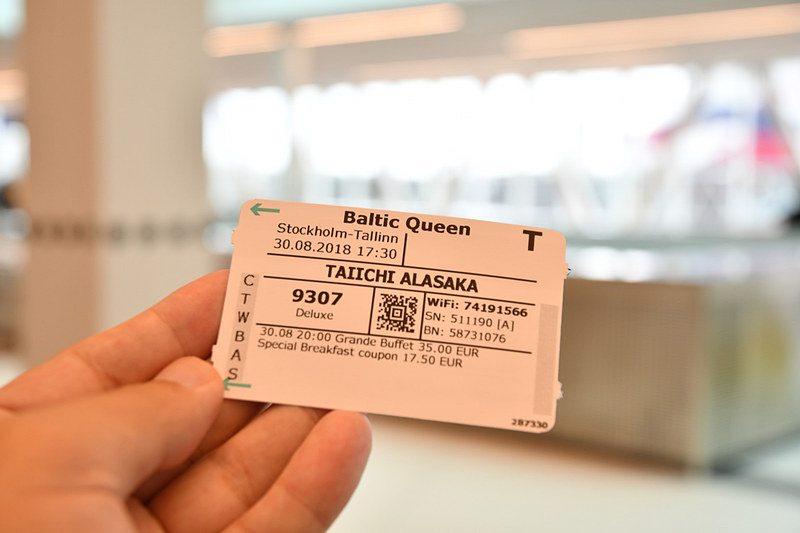 Baltic Queen
T
Stockholm-Tallinn
30.08.2018 17:30
TAIICHI ALASAKA
C
T
W
B
A
S
9307
Deluxe
WiFi: 74191566
SN: 511190 [A]
BN: 58731076
30.08 20:00 Grande Buffet 35.00 EUR
Special Breakfast coupon 17.50 EUR
287330